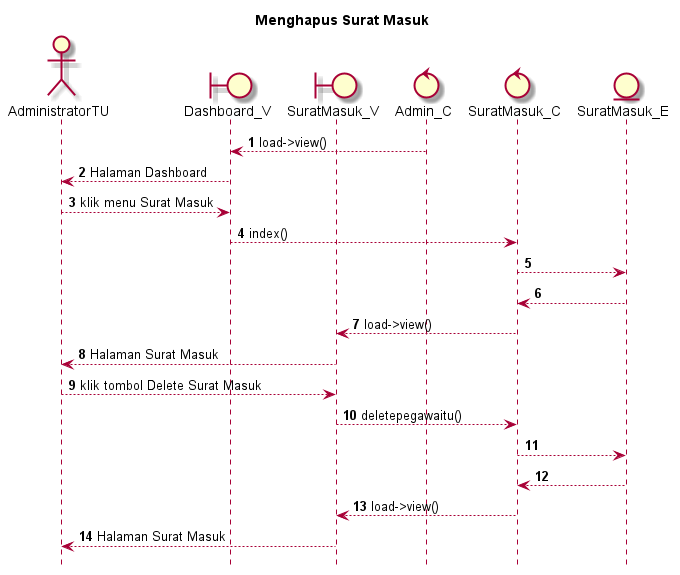 Menghapus Surat Masuk
AdministratorTU
Dashboard_V
SuratMasuk_V
Admin_C
SuratMasuk_C
SuratMasuk_E
1 load->view()
2 Halaman Dashboard
3 klik menu Surat Masuk
4 index()
5
6
7 load->view()
8 Halaman Surat Masuk
9 klik tombol Delete Surat Masuk
10 deletepegawaitu()
11
12
13 load->view()
14 Halaman Surat Masuk